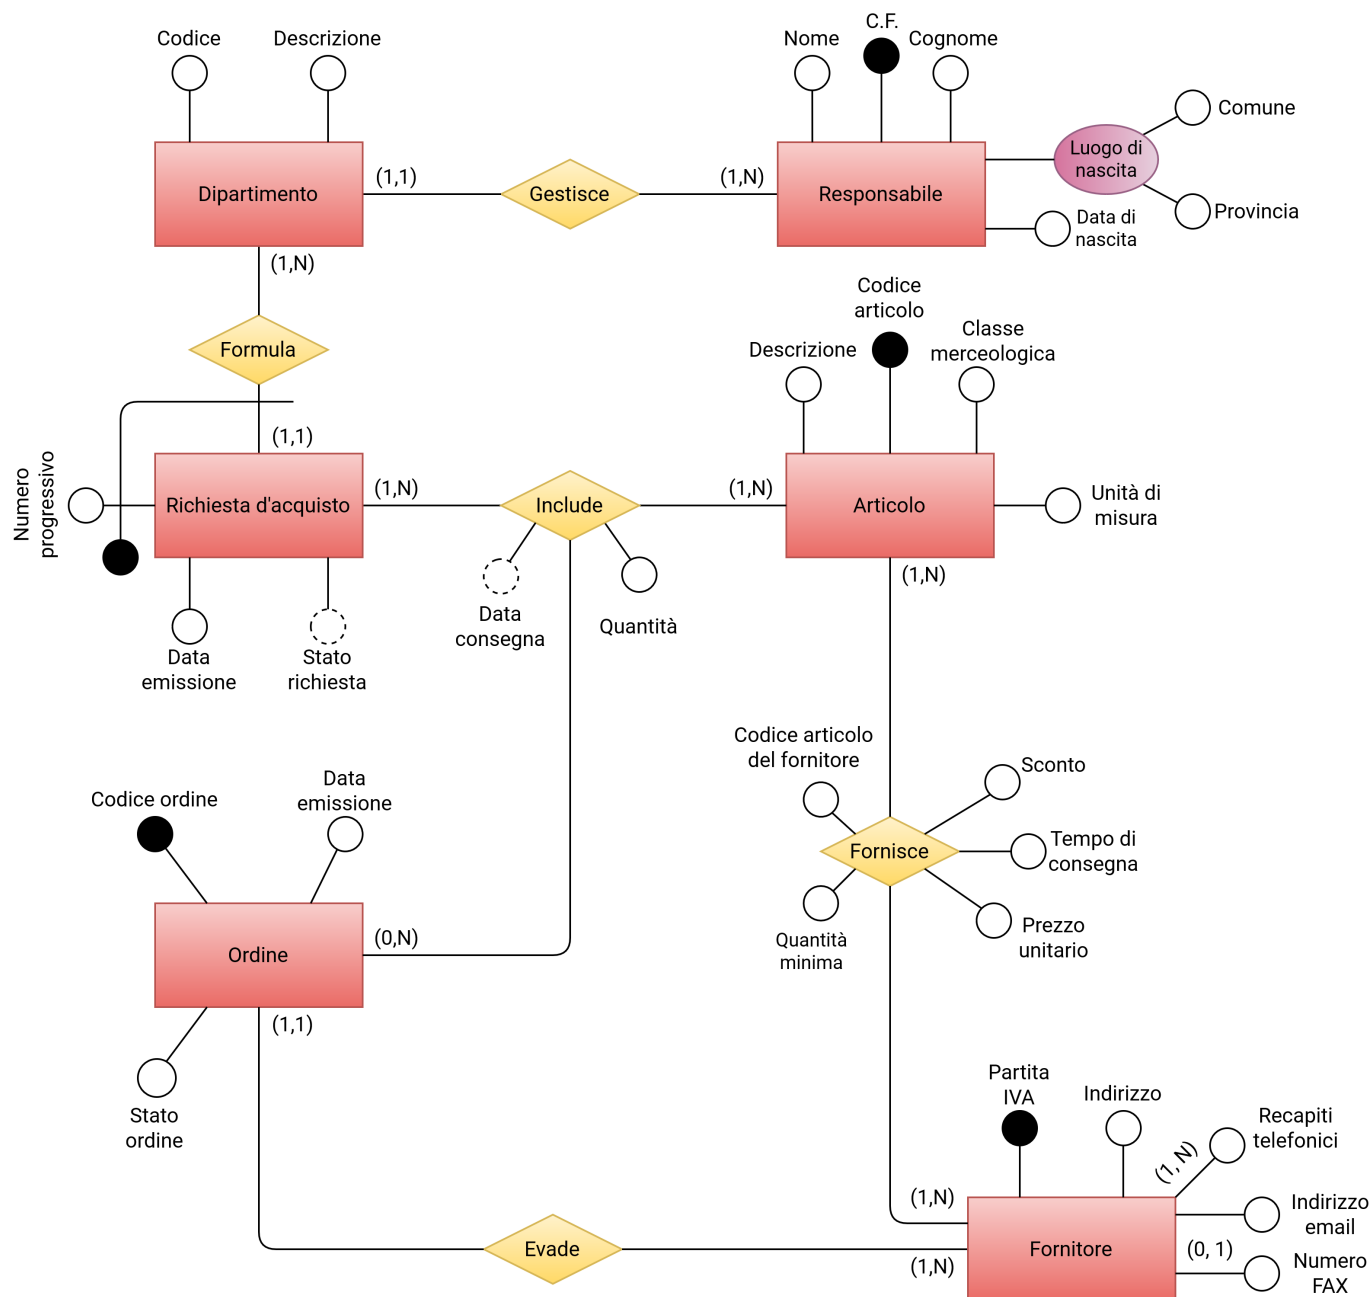 C.F.
Codice
Descrizione
Nome
Cognome
Comune
Luogo di
nascita
Dipartimento
(1,1)
Gestisce
(1,N)
Responsabile
Provincia
Data di
nascita
(1,N)
Codice
articolo
Classe
merceologica
Descrizione
Formula
(1,1)
Numero
progressivo
Richiesta d'acquisto
(1,N)
Include
(1,N)
Articolo
Unità di
misura
(1,N)
Data
consegna
Quantità
Data
emissione
Stato
richiesta
Codice articolo
del fornitore
Sconto
Codice ordine
Data
emissione
Fornisce
Tempo di
consegna
Quantità
minima
Prezzo
unitario
Ordine
(0,N)
(1,1)
Stato
ordine
Partita
IVA
Indirizzo
Recapiti
telefonici
(1, N)
(1,N)
Indirizzo
email
Evade
(1,N)
Fornitore
(0, 1)
Numero
FAX